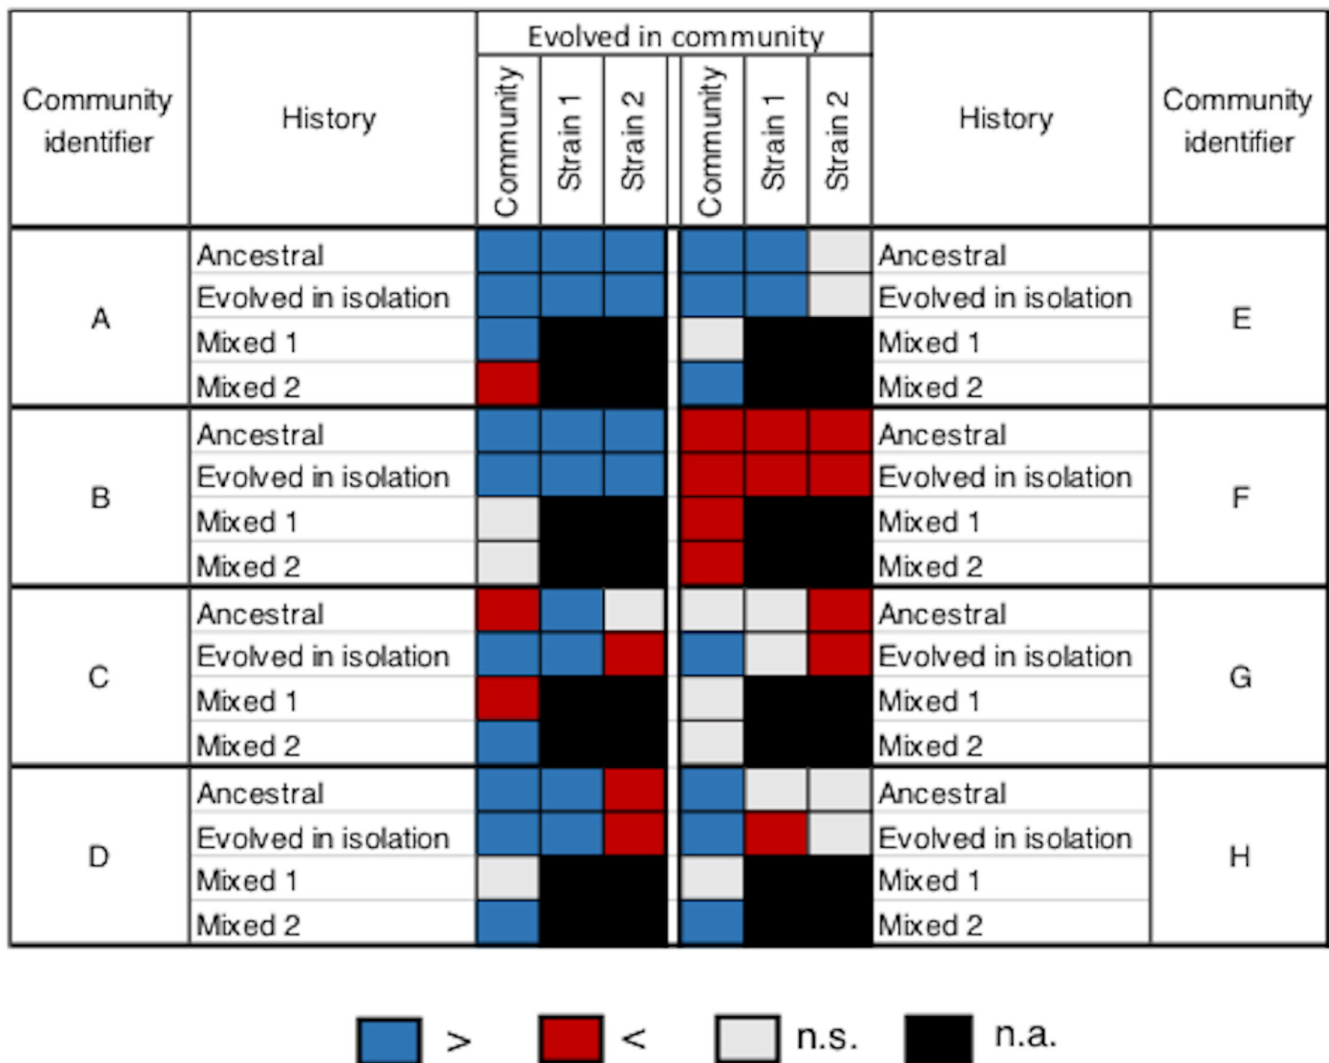 Evolved in community
Community identifier
History
Community
Strain 1
Strain 2
Community
Strain 1
Strain 2
History
Community identifier
A
Ancestral
Evolved in isolation
Mixed 1
Mixed 2
Ancestral
Evolved in isolation
Mixed 1
Mixed 2
E
B
Ancestral
Evolved in isolation
Mixed 1
Mixed 2
Ancestral
Evolved in isolation
Mixed 1
Mixed 2
F
C
Ancestral
Evolved in isolation
Mixed 1
Mixed 2
Ancestral
Evolved in isolation
Mixed 1
Mixed 2
G
D
Ancestral
Evolved in isolation
Mixed 1
Mixed 2
Ancestral
Evolved in isolation
Mixed 1
Mixed 2
H
> < n.s. n.a.